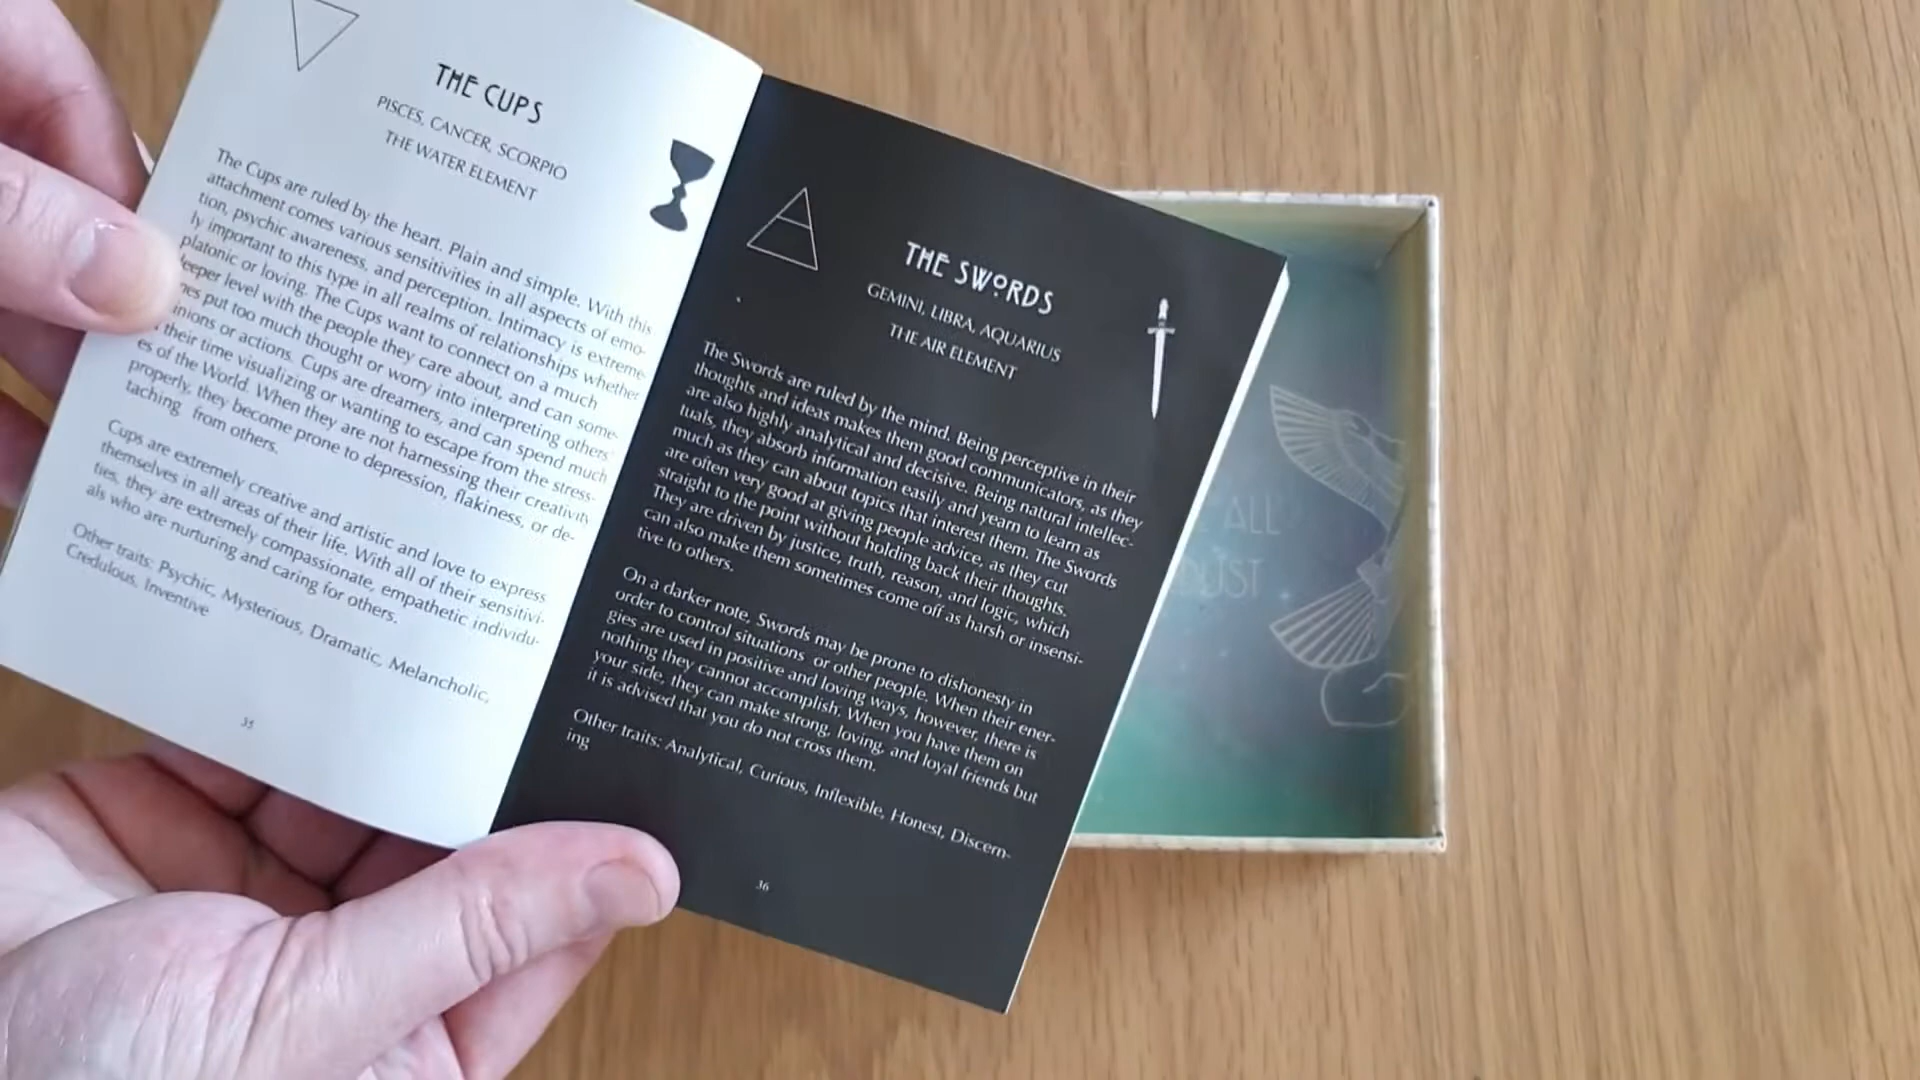 THE CUPS
PISCES, CANCER, SCORPIO
THE WATER ELEMENT
The Cups are ruled by the heart. Plain and simple. With this
attachment comes various sensitivities in all aspects of emo-
tion, psychic awareness, and perception. Intimacy is extreme-
ly important to this type in all realms of relationships whether
platonic or loving. The Cups want to connect on a much
deeper level with the people they care about, and can some-
put too much thought or worry into interpreting others'
or actions. Cups are dreamers, and can spend much
their time visualizing or wanting to escape from the stress-
es of the World. When they are not harnessing their creativity
properly, they become prone to depression, flakiness, or de-
taching from others.
Cups are extremely creative and artistic and love to express
themselves in all areas of their life. With all of their sensitivi-
ties, they are extremely compassionate, empathetic individu-
als who are nurturing and caring for others.
Other traits: Psychic, Mysterious, Dramatic, Melancholic,
Credulous, Inventive
35
THE SWORDS
GEMINI, LIBRA, AQUARIUS
THE AIR ELEMENT
The Swords are ruled by the mind. Being perceptive in their
thoughts and ideas makes them good communicators, as they
are also highly analytical and decisive. Being natural intellec-
tuals, they absorb information easily and yearn to learn as
much as they can about topics that interest them. The Swords
are often very good at giving people advice, as they cut
straight to the point without holding back their thoughts.
They are driven by justice, truth, reason, and logic, which
can also make them sometimes come off as harsh or insensi-
tive to others.
On a darker note, Swords may be prone to dishonesty in
order to control situations or other people. When their ener-
gies are used in positive and loving ways, however, there is
nothing they cannot accomplish. When you have them on
your side, they can make strong, loving, and loyal friends but
it is advised that you do not cross them.
Other traits: Analytical, Curious, Inflexible, Honest, Discern-
ing
36
ALL